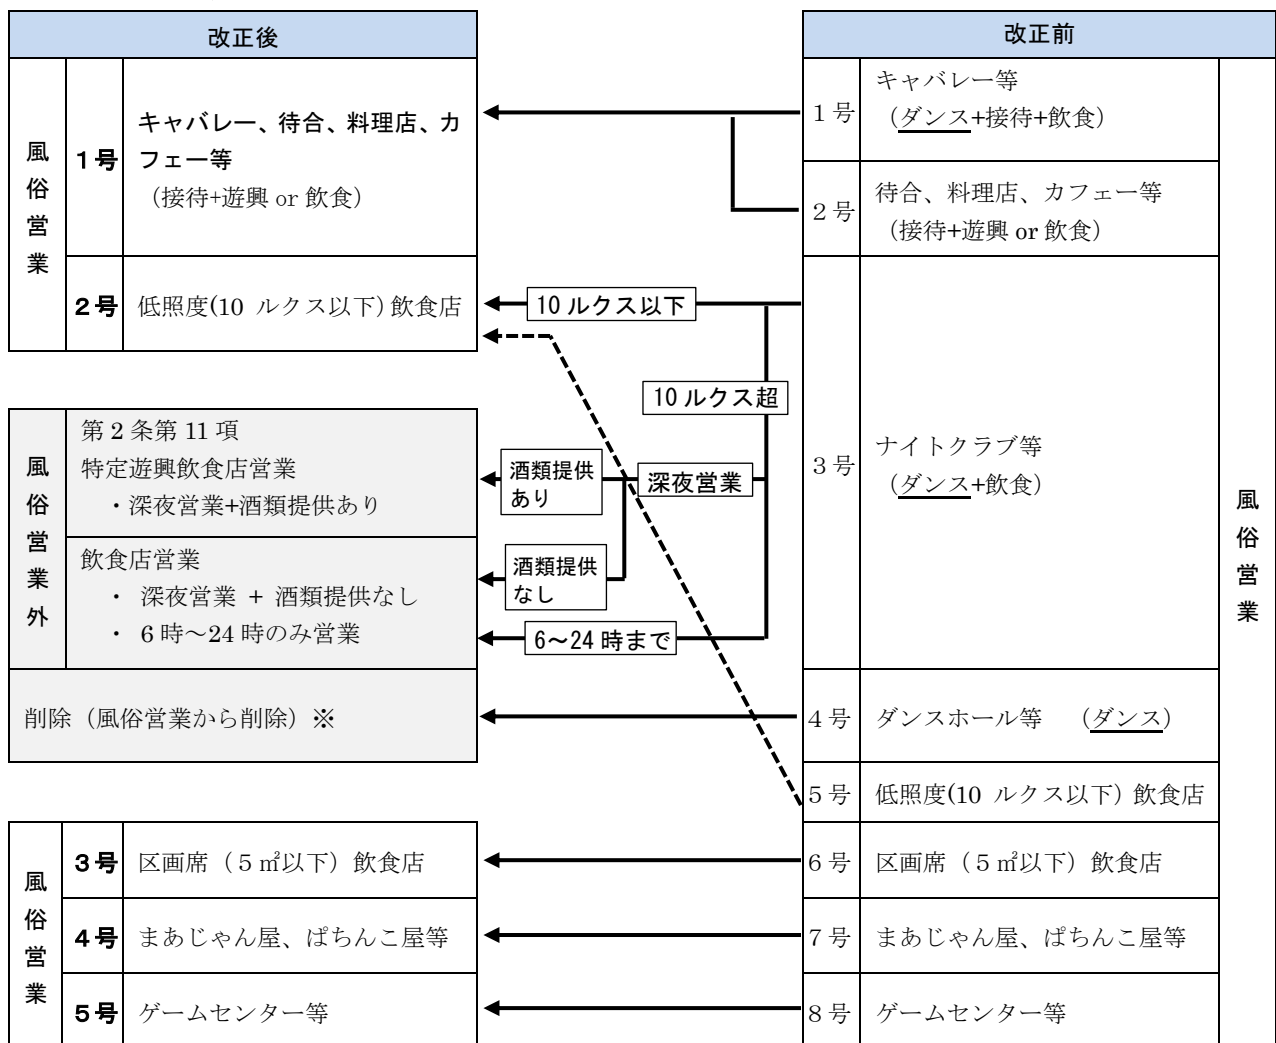 改正後
風俗営業
1号
キャバレー、待合、料理店、カ
フェー等
（接待+遊興 or 飲食）
2号
低照度(10 ルクス以下) 飲食店
風俗営業外
第 2 条第 11 項
特定遊興飲食店営業
・深夜営業+酒類提供あり
飲食店営業
・ 深夜営業 + 酒類提供なし
・ 6 時～24 時のみ営業
削除（風俗営業から削除）※
風俗営業
3号
区画席（５㎡以下）飲食店
4号
まあじゃん屋、ぱちんこ屋等
5号
ゲームセンター等
10 ルクス以下
10 ルクス超
酒類提供
あり
深夜営業
酒類提供
なし
6～24 時まで
改正前
１号
キャバレー等
（ダンス+接待+飲食）
２号
待合、料理店、カフェー等
（接待+遊興 or 飲食）
３号
ナイトクラブ等
（ダンス+飲食）
４号
ダンスホール等　（ダンス）
５号
低照度(10 ルクス以下) 飲食店
６号
区画席（５㎡以下）飲食店
７号
まあじゃん屋、ぱちんこ屋等
８号
ゲームセンター等
風俗営業